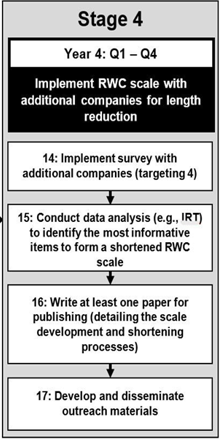 Stage 4
Year 4: Q1 – Q4
Implement RWC scale with
additional companies for length
reduction
14: Implement survey with
additional companies (targeting 4)
15: Conduct data analysis (e.g., IRT)
to identify the most informative
items to form a shortened RWC
scale
16: Write at least one paper for
publishing (detailing the scale
development and shortening
processes)
17: Develop and disseminate
outreach materials